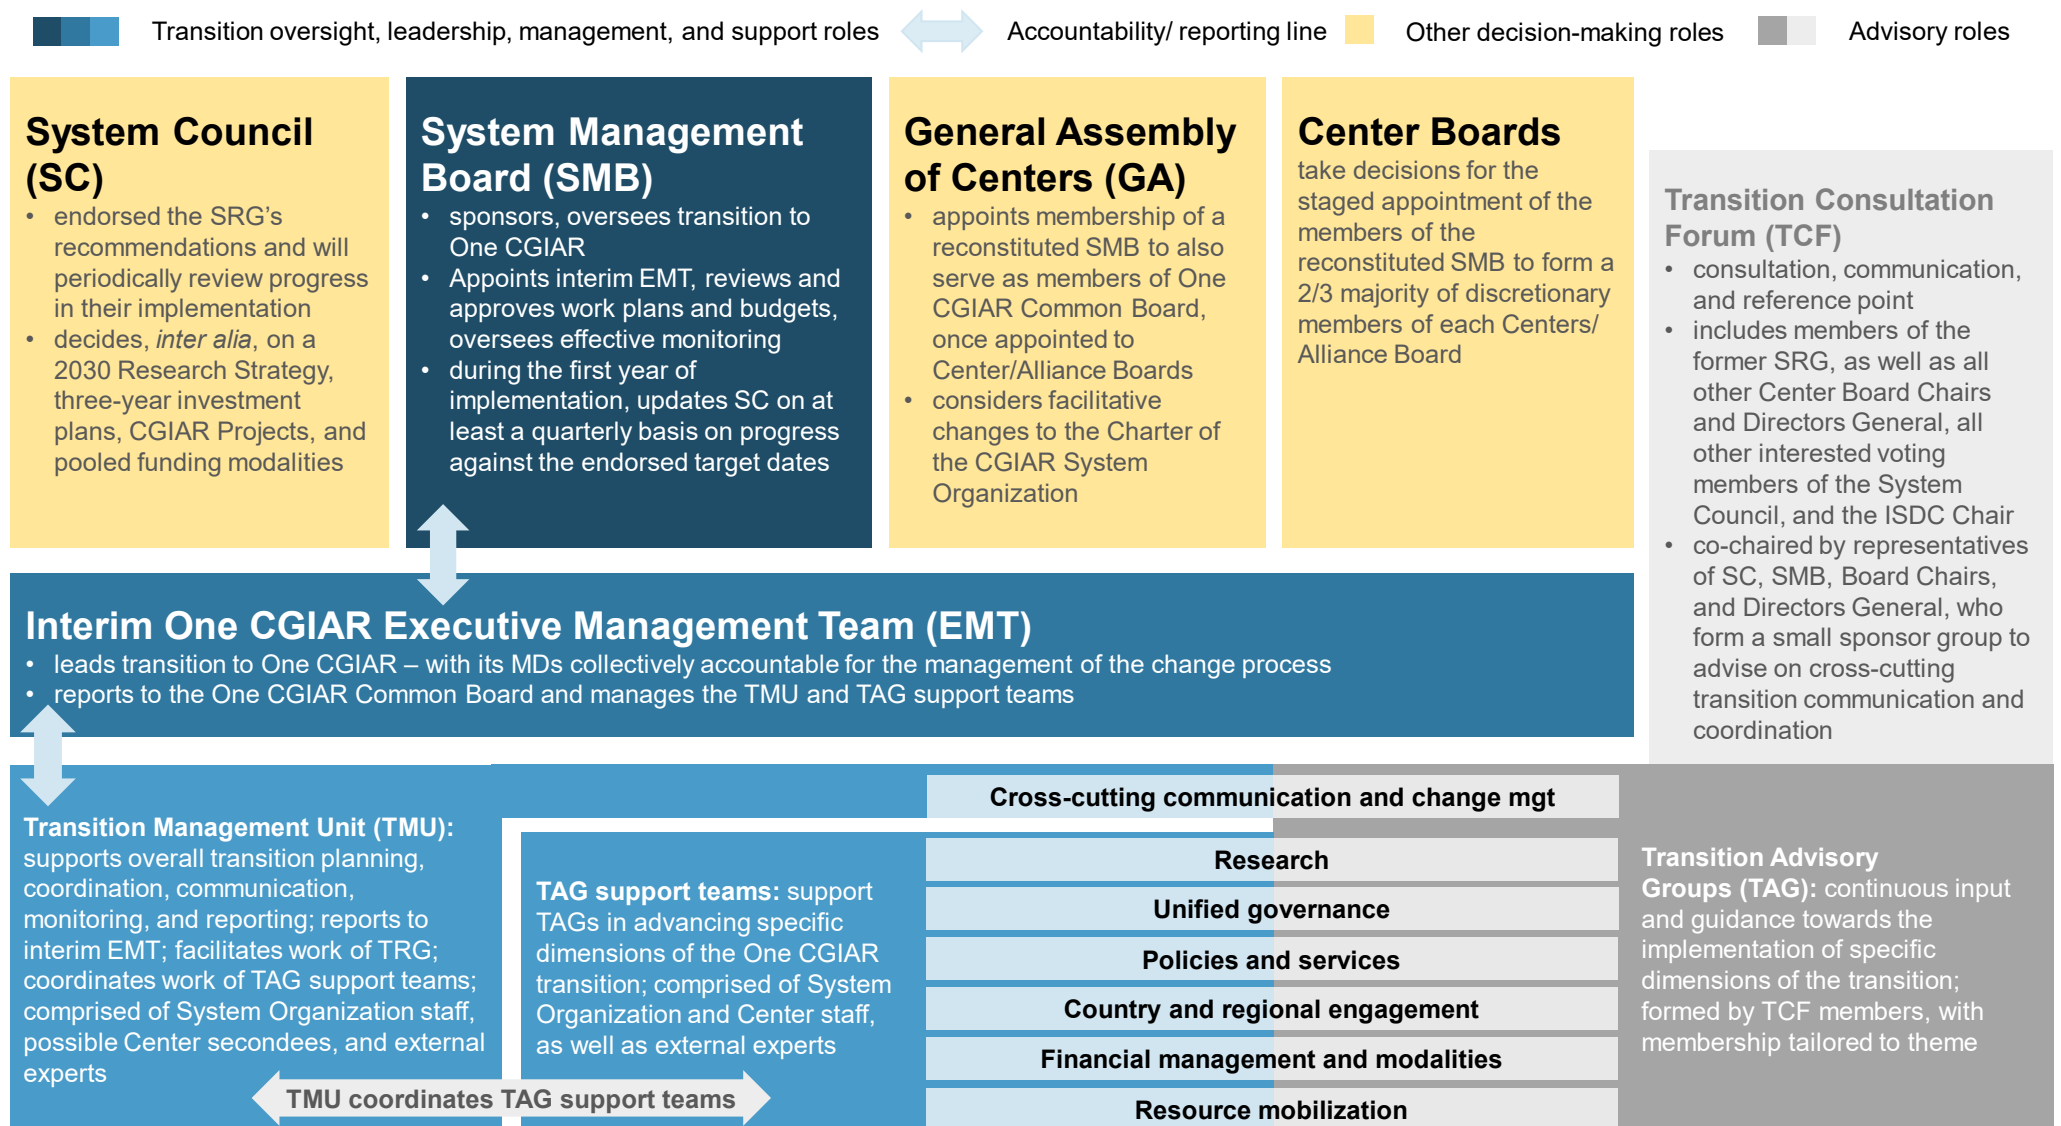 Transition oversight, leadership, management, and support roles
Accountability/ reporting line
Other decision-making roles
Advisory roles
System Council
(SC)
• endorsed the SRG’s
recommendations and will
periodically review progress
in their implementation
• decides, inter alia, on a
2030 Research Strategy,
three-year investment
plans, CGIAR Projects, and
pooled funding modalities
System Management
Board (SMB)
• sponsors, oversees transition to
One CGIAR
• Appoints interim EMT, reviews and
approves work plans and budgets,
oversees effective monitoring
• during the first year of
implementation, updates SC on at
least a quarterly basis on progress
against the endorsed target dates
General Assembly
of Centers (GA)
• appoints membership of a
reconstituted SMB to also
serve as members of One
CGIAR Common Board,
once appointed to
Center/Alliance Boards
• considers facilitative
changes to the Charter of
the CGIAR System
Organization
Center Boards
take decisions for the
staged appointment of the
members of the
reconstituted SMB to form a
2/3 majority of discretionary
members of each Centers/
Alliance Board
Transition Consultation
Forum (TCF)
• consultation, communication,
and reference point
• includes members of the
former SRG, as well as all
other Center Board Chairs
and Directors General, all
other interested voting
members of the System
Council, and the ISDC Chair
• co-chaired by representatives
of SC, SMB, Board Chairs,
and Directors General, who
form a small sponsor group to
advise on cross-cutting
transition communication and
coordination
Interim One CGIAR Executive Management Team (EMT)
• leads transition to One CGIAR – with its MDs collectively accountable for the management of the change process
• reports to the One CGIAR Common Board and manages the TMU and TAG support teams
Transition Management Unit (TMU):
supports overall transition planning,
coordination, communication,
monitoring, and reporting; reports to
interim EMT; facilitates work of TRG;
coordinates work of TAG support teams;
comprised of System Organization staff,
possible Center secondees, and external
experts
TAG support teams: support
TAGs in advancing specific
dimensions of the One CGIAR
transition; comprised of System
Organization and Center staff,
as well as external experts
TMU coordinates TAG support teams
Cross-cutting communication and change mgt
Research
Unified governance
Policies and services
Country and regional engagement
Financial management and modalities
Resource mobilization
Transition Advisory
Groups (TAG): continuous input
and guidance towards the
implementation of specific
dimensions of the transition;
formed by TCF members, with
membership tailored to theme